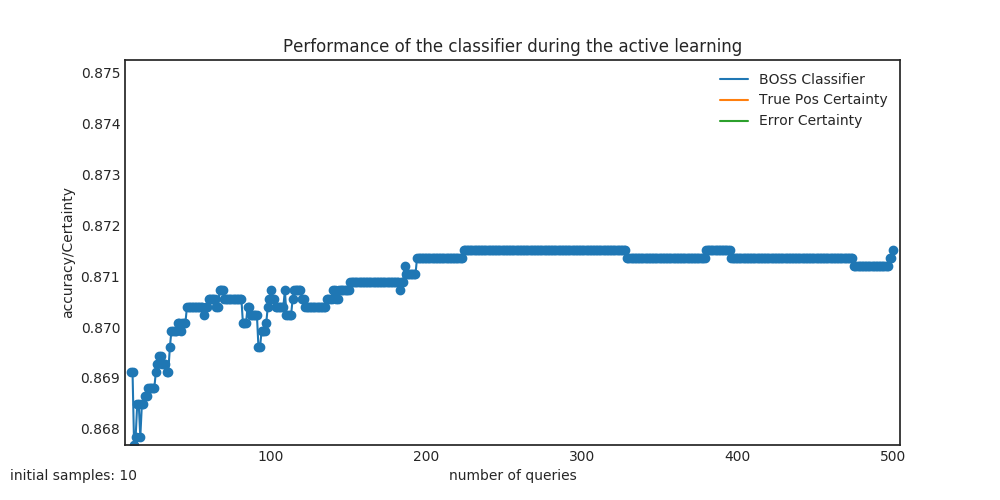 Performance of the classifier during the active learning
BOSS Classifier
True Pos Certainty
Error Certainty
accuracy/Certainty
0.875
0.874
0.873
0.872
0.871
0.870
0.869
0.868
100 200 300 400 500
number of queries
initial samples: 10